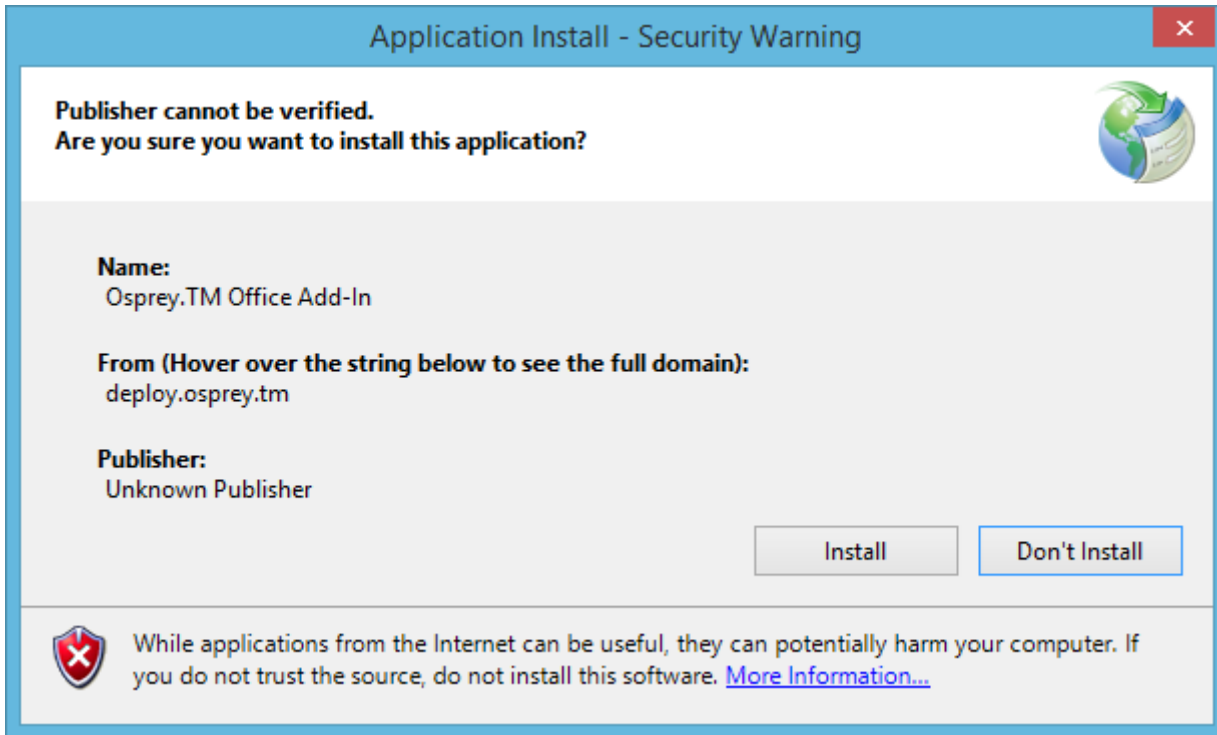 Application Install - Security Warning
Publisher cannot be verified.
Are you sure you want to install this application?
Name:
Osprey.TM Office Add-In
From (Hover over the string below to see the full domain):
deploy.osprey.tm
Publisher:
Unknown Publisher
Install Don't Install
While applications from the Internet can be useful, they can potentially harm your computer. If
you do not trust the source, do not install this software. More Information...